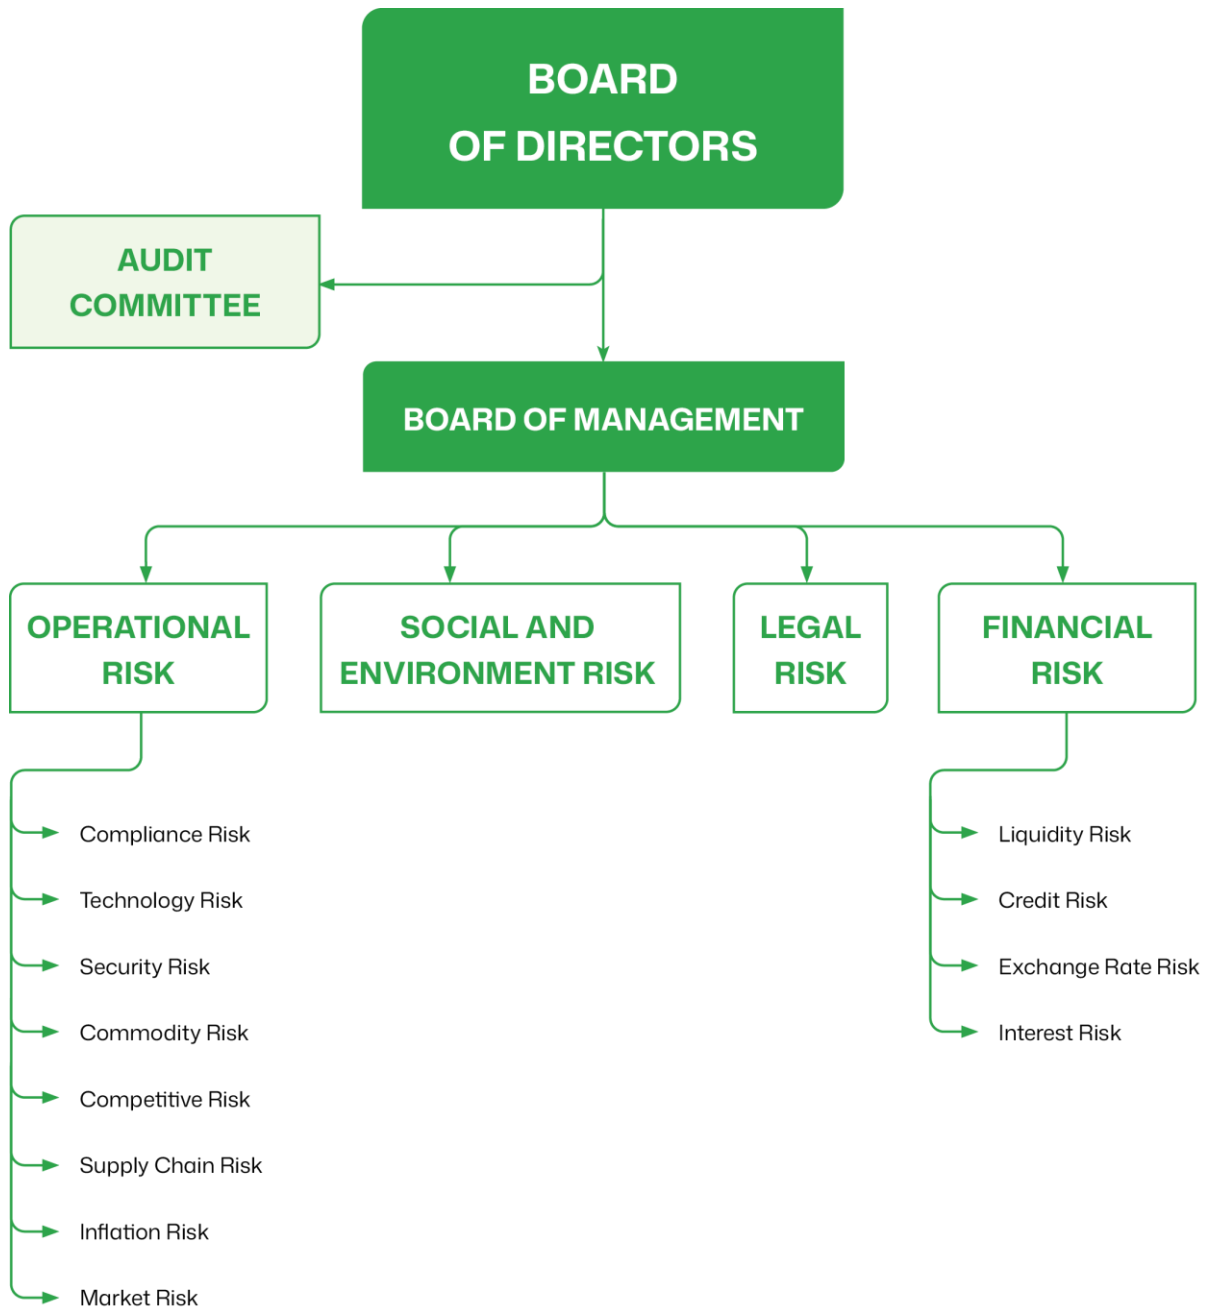 BOARD
OF DIRECTORS
AUDIT
COMMITTEE
BOARD OF MANAGEMENT
OPERATIONAL
RISK
SOCIAL AND
ENVIRONMENT RISK
LEGAL
RISK
FINANCIAL
RISK
Compliance Risk
Technology Risk
Security Risk
Commodity Risk
Competitive Risk
Supply Chain Risk
Inflation Risk
Market Risk
Liquidity Risk
Credit Risk
Exchange Rate Risk
Interest Risk